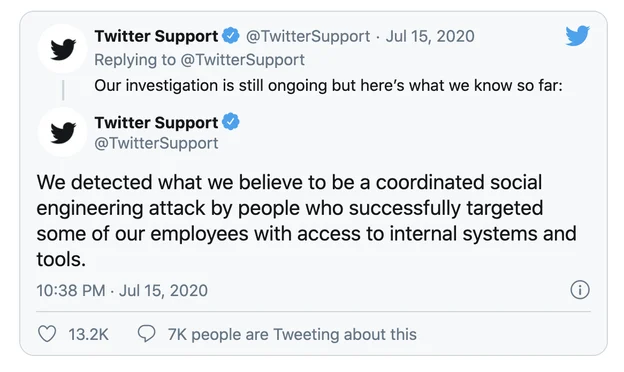 Twitter Support @TwitterSupport · Jul 15, 2020
Replying to @TwitterSupport
Our investigation is still ongoing but here's what we know so far:
Twitter Support
@TwitterSupport
We detected what we believe to be a coordinated social
engineering attack by people who successfully targeted
some of our employees with access to internal systems and
tools.
10:38 PM · Jul 15, 2020
13.2K 7K people are Tweeting about this